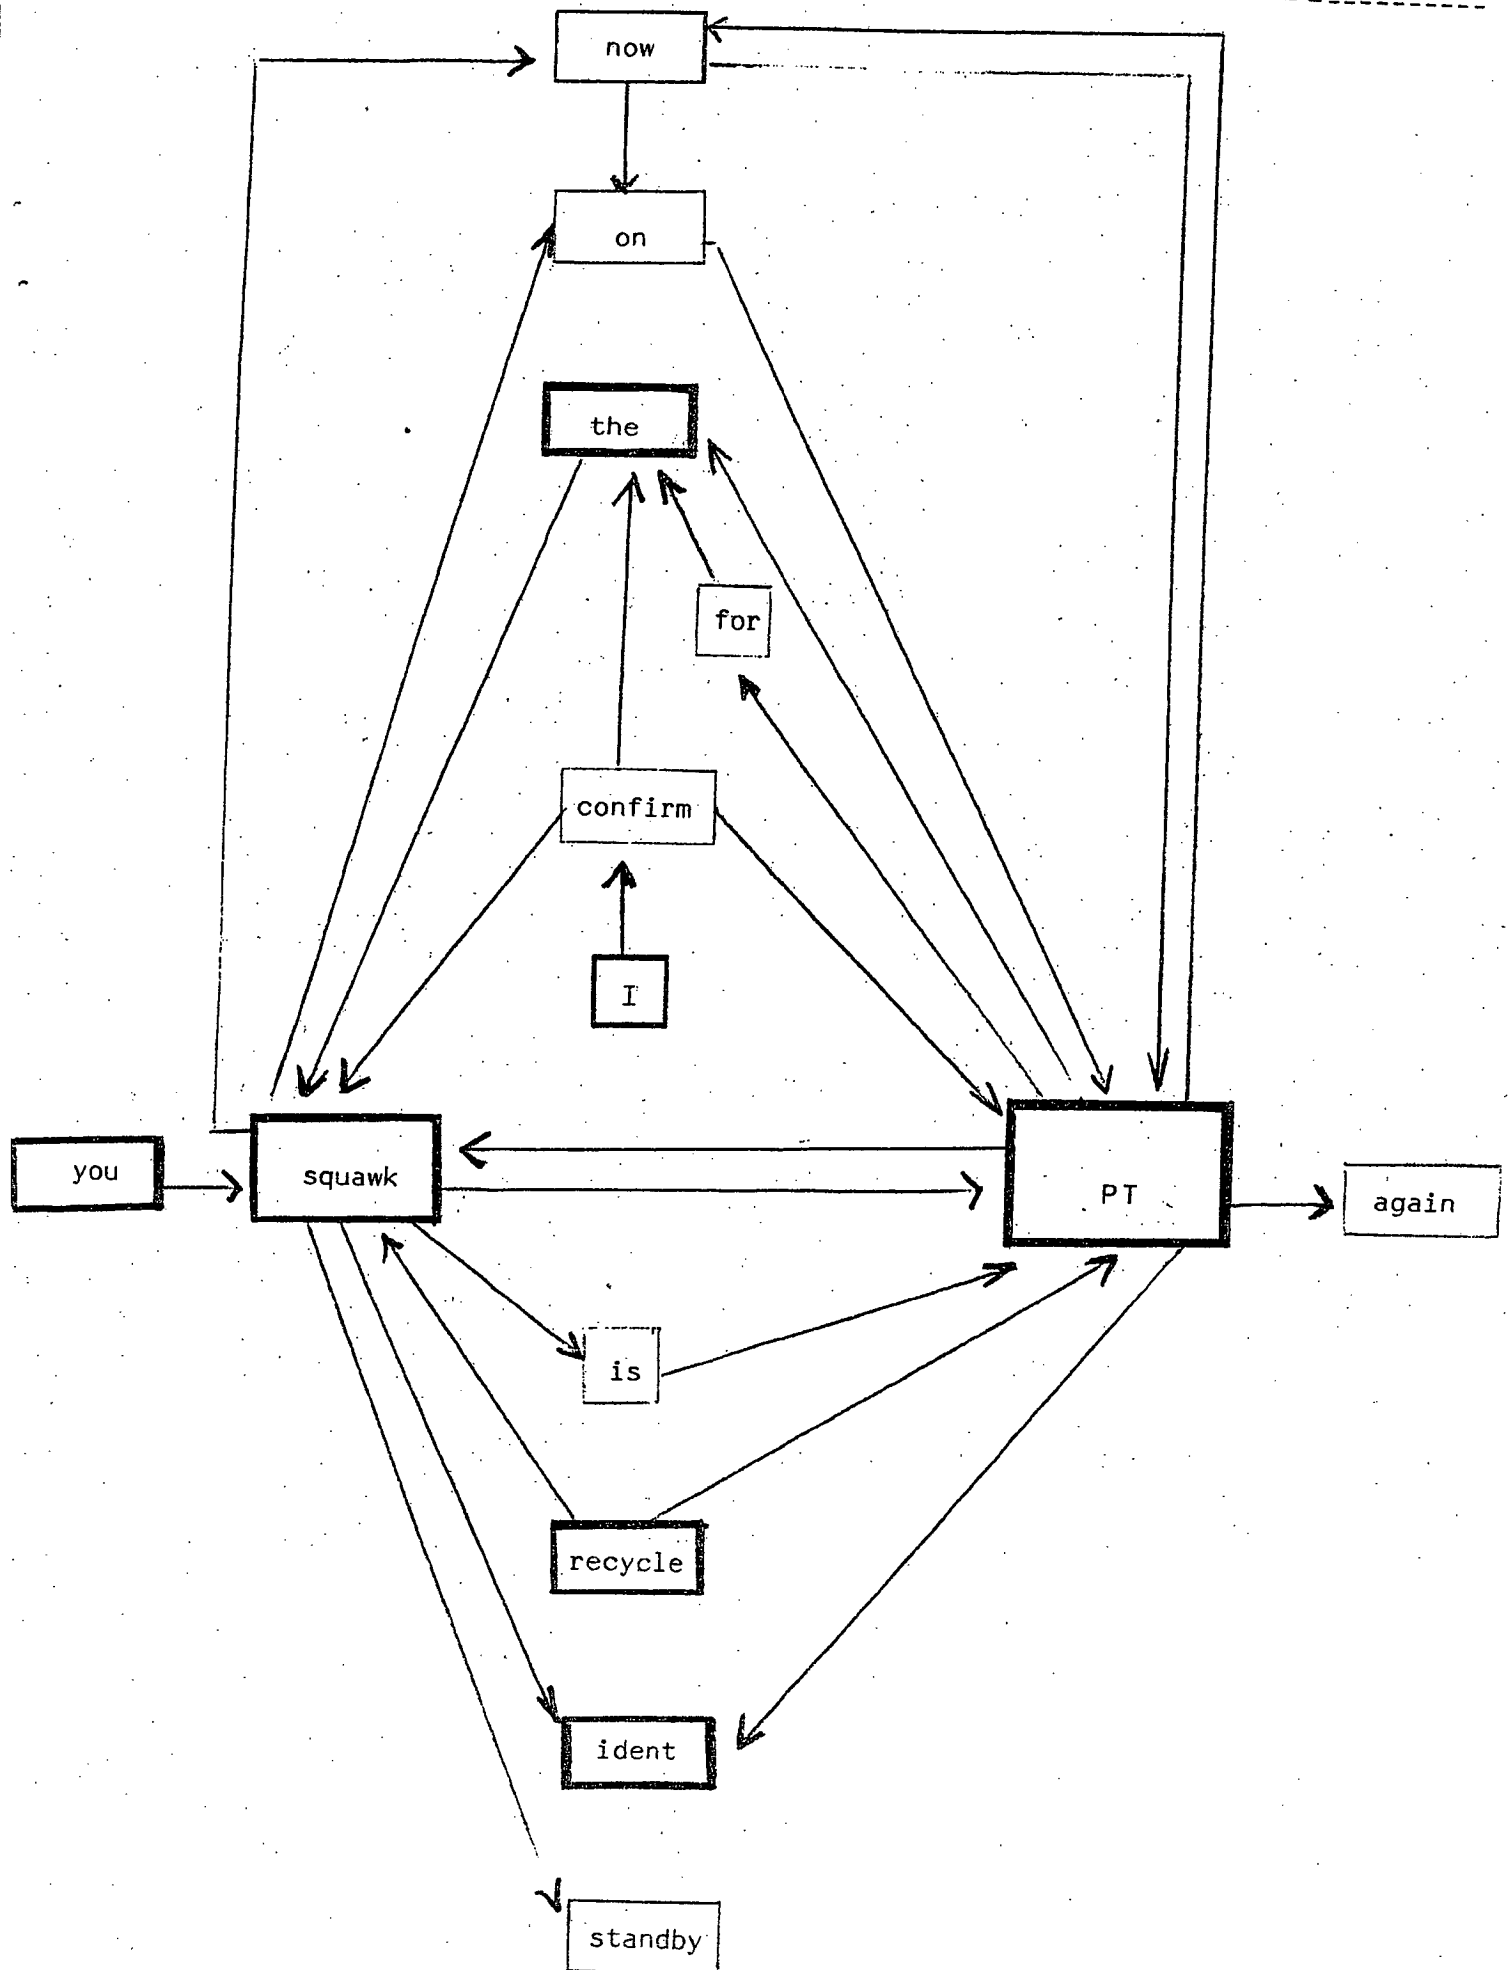 now
on
the
for
confirm
I
you
squawk
PT
again
is
recycle
ident
standby